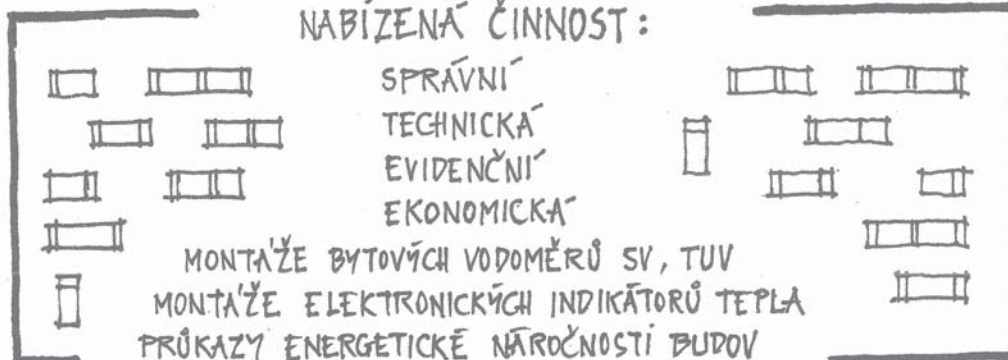 NABÍZENÁ ČINNOST:
SPRÁVNÍ
TECHNICKÁ
EVIDENČNÍ
EKONOMICKÁ
MONTÁŽE BYTOVÝCH VODOMĚRŮ SV, TUV
MONTÁŽE ELEKTRONICKÝCH INDIKÁTORŮ TEPLA
PRŮKAZY ENERGETICKÉ NÁROČNOSTI BUDOV